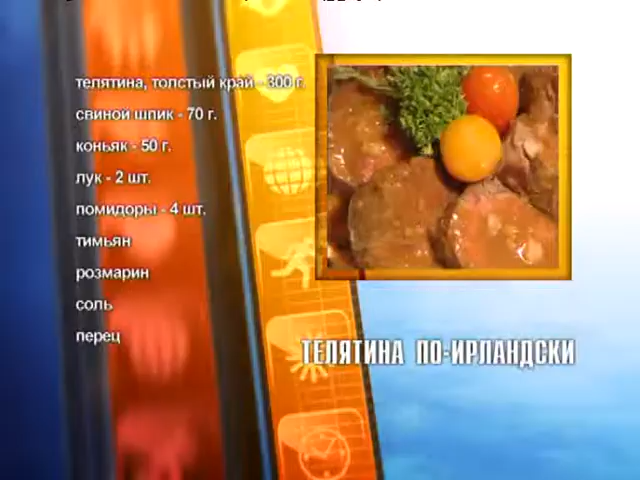 телятина, толстый край - 300 г.
свиной шпик - 70 г.
коньяк - 50 г.
лук - 2 шт.
помидоры - 4 шт.
тимьян
розмарин
соль
перец
ТЕЛЯТИНА ПО-ИРЛАНДСКИ